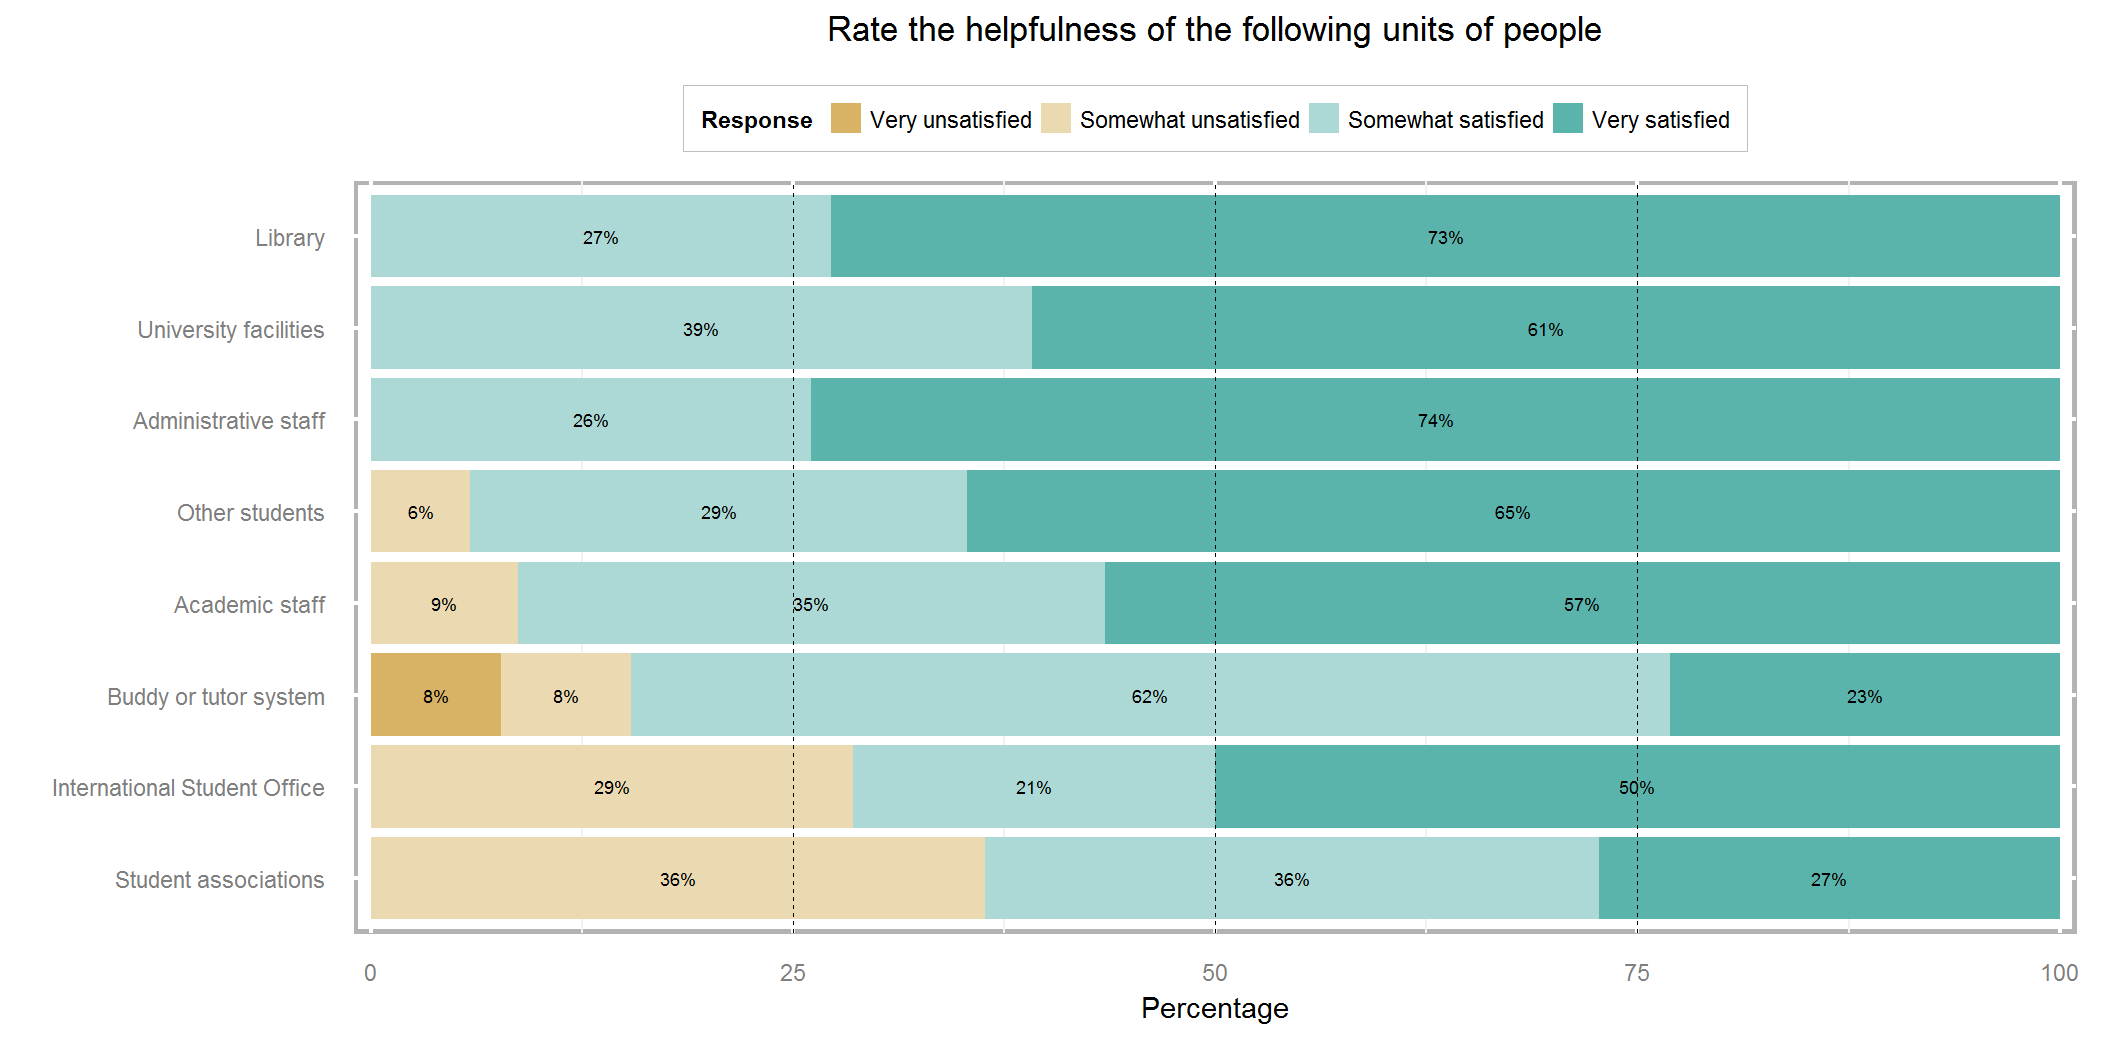 Rate the helpfulness of the following units of people
Response Very unsatisfied Somewhat unsatisfied Somewhat satisfied Very satisfied
Library 27% 73%
University facilities 39% 61%
Administrative staff 26% 74%
Other students 6% 29% 65%
Academic staff 9% 35% 57%
Buddy or tutor system 8% 8% 62% 23%
International Student Office 29% 21% 50%
Student associations 36% 36% 27%
0 25 50 75 100
Percentage